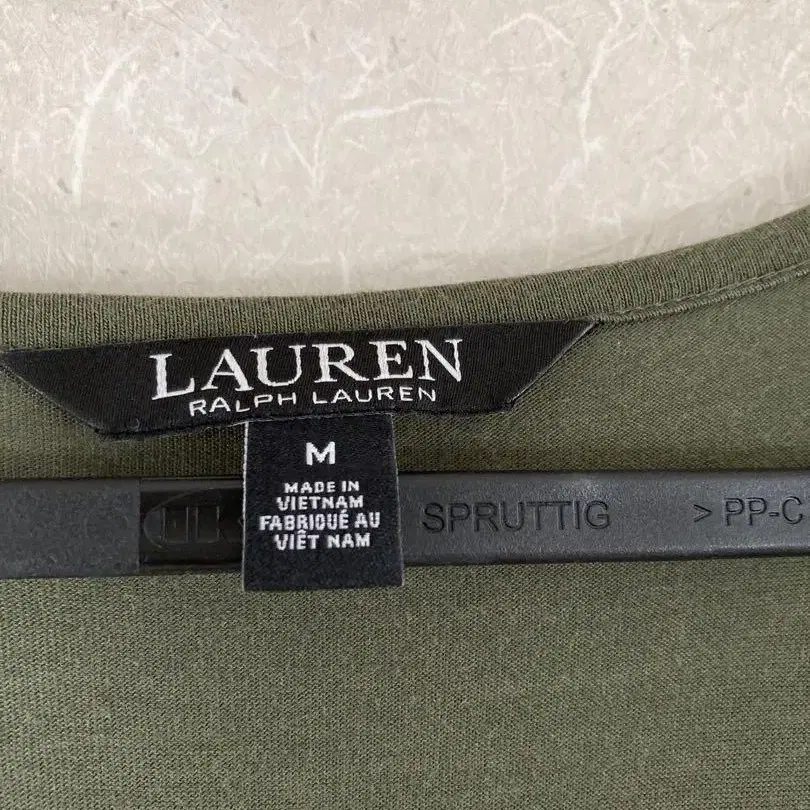 LAUREN
RALPH LAUREN
M
MADE IN
VIETNAM
FABRIQUÉ AU
VIÊT NAM
SPRUTTIG > PP-C